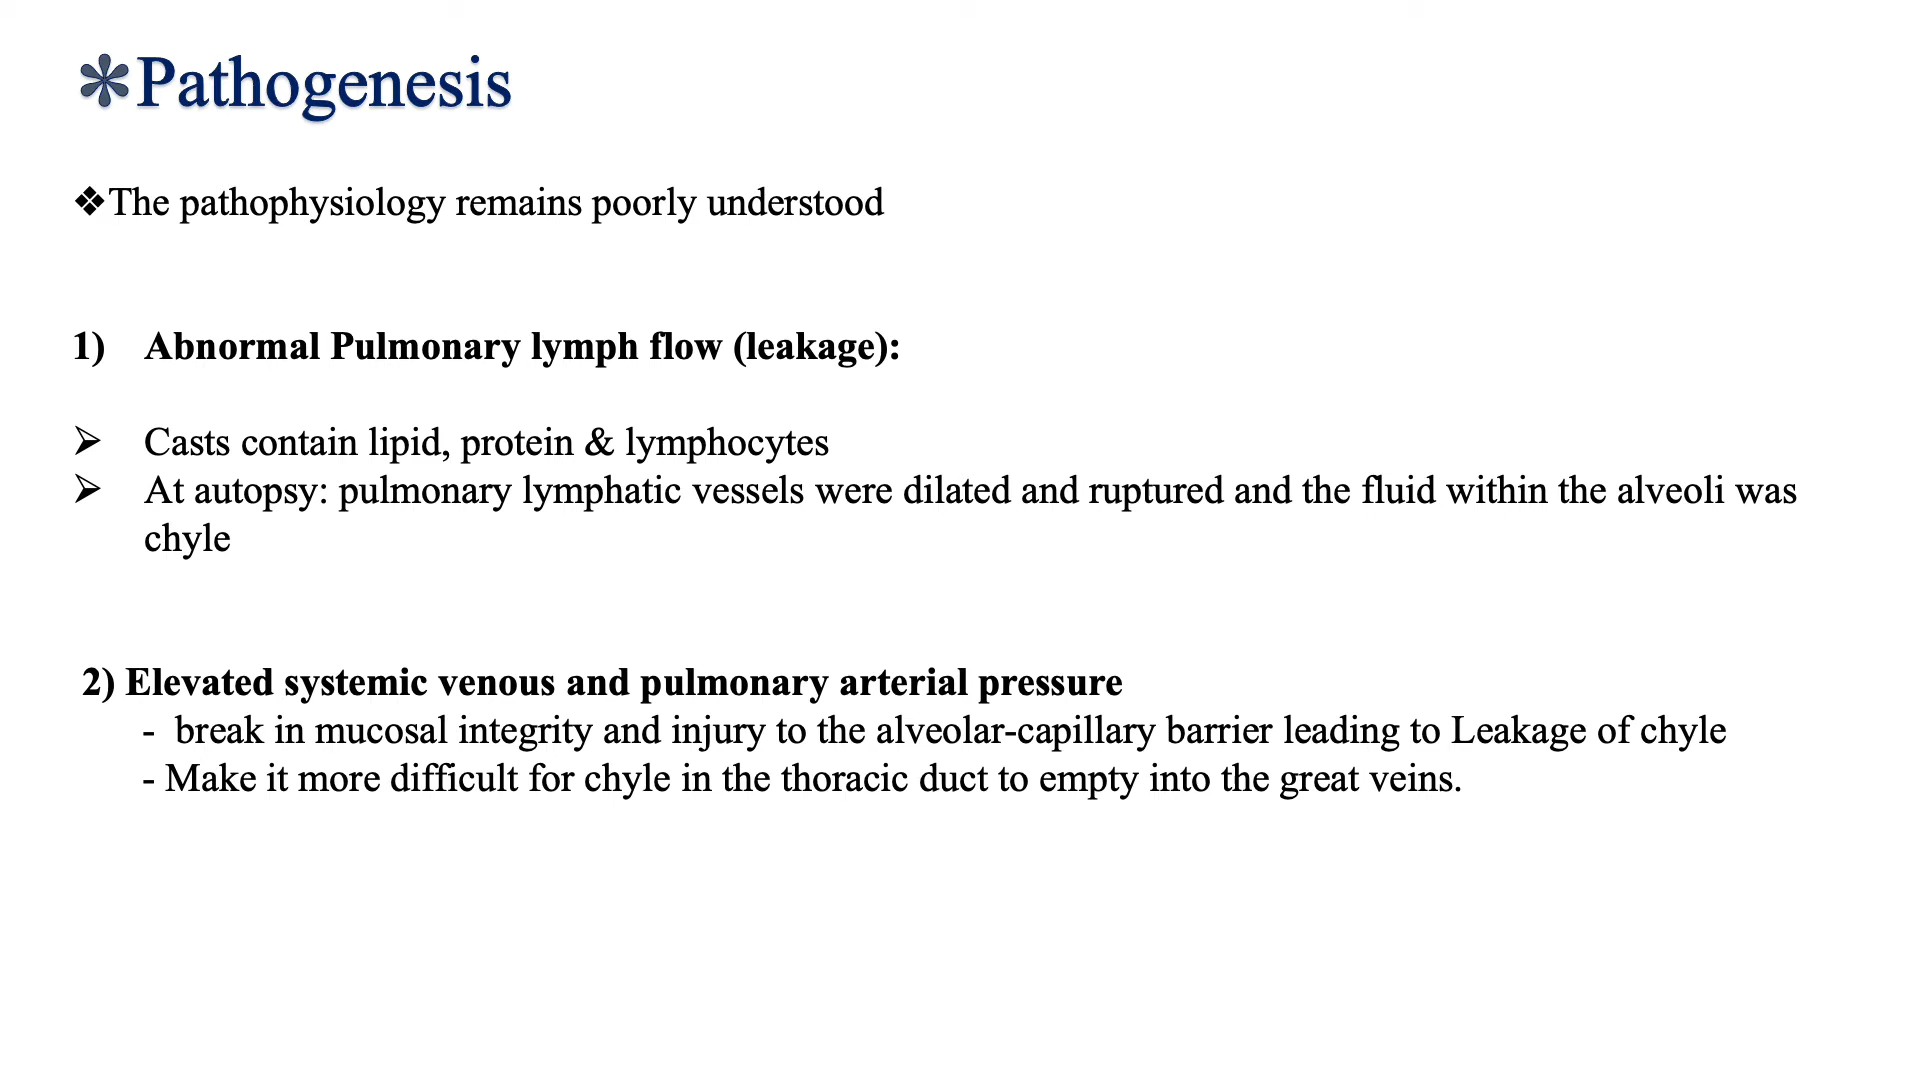 ✻Pathogenesis
❖The pathophysiology remains poorly understood
1) Abnormal Pulmonary lymph flow (leakage):
➢ Casts contain lipid, protein & lymphocytes
➢ At autopsy: pulmonary lymphatic vessels were dilated and ruptured and the fluid within the alveoli was
chyle
2) Elevated systemic venous and pulmonary arterial pressure
- break in mucosal integrity and injury to the alveolar-capillary barrier leading to Leakage of chyle
- Make it more difficult for chyle in the thoracic duct to empty into the great veins.